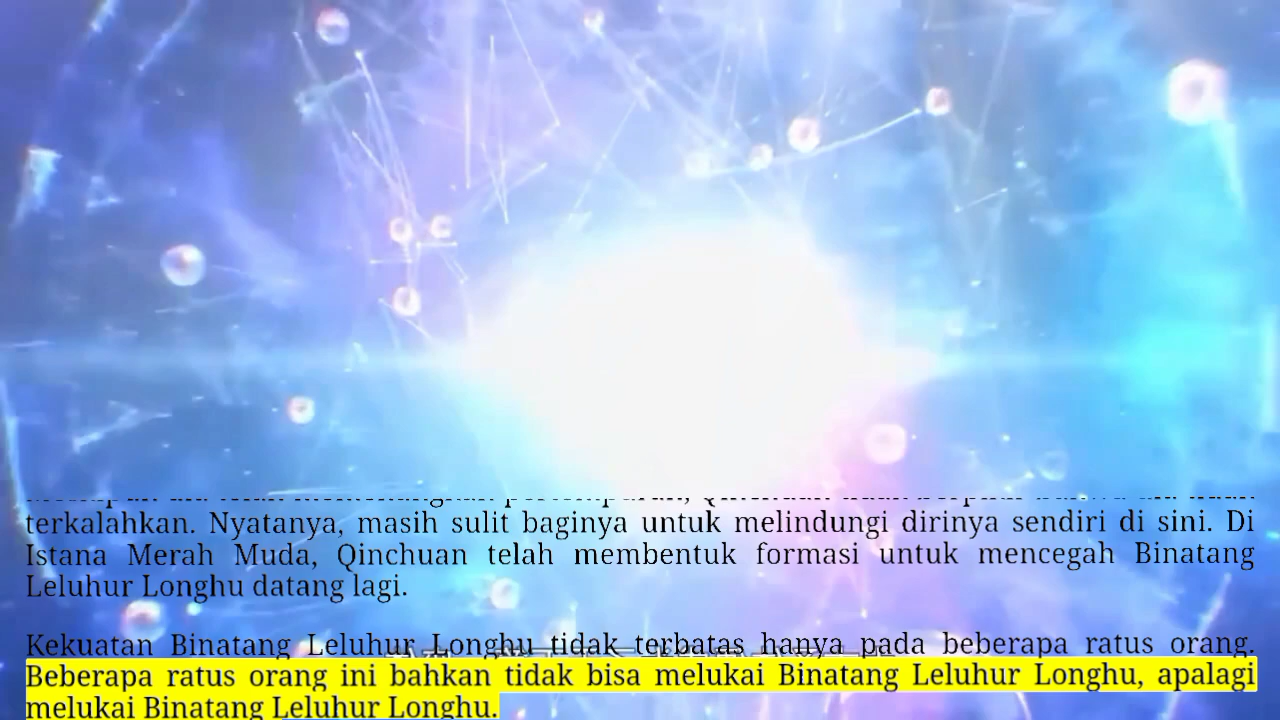 terkalahkan. Nyatanya, masih sulit baginya untuk melindungi dirinya sendiri di sini. Di
Istana Merah Muda, Qinchuan telah membentuk formasi untuk mencegah Binatang
Leluhur Longhu datang lagi.
Kekuatan Binatang Leluhur Longhu tidak terbatas hanya pada beberapa ratus orang.
Beberapa ratus orang ini bahkan tidak bisa melukai Binatang Leluhur Longhu, apalagi
melukai Binatang Leluhur Longhu.